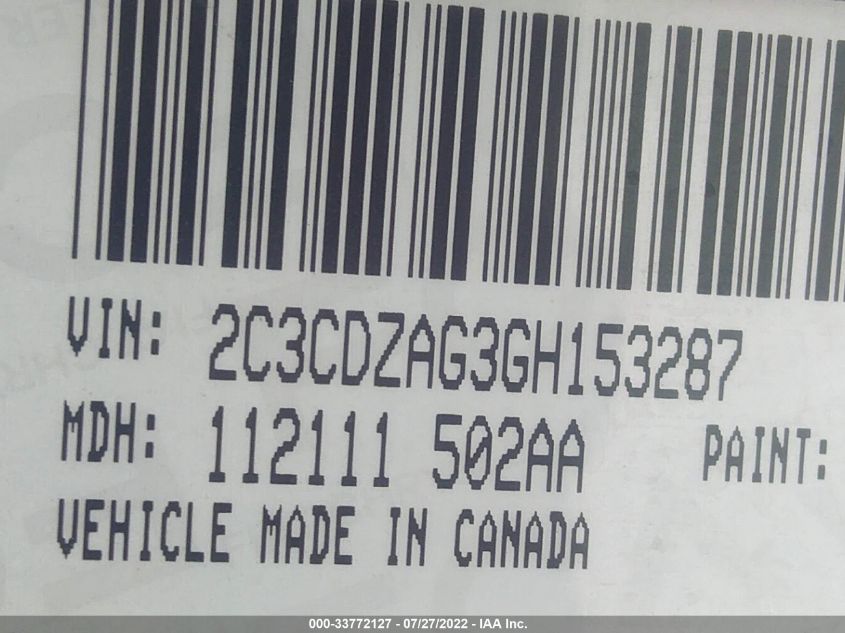 VIN: 2C3CDZAG3GH153287
MDH: 112111 502AA PAINT:
VEHICLE MADE IN CANADA
000-33772127 - 07/27/2022 - IAA Inc.